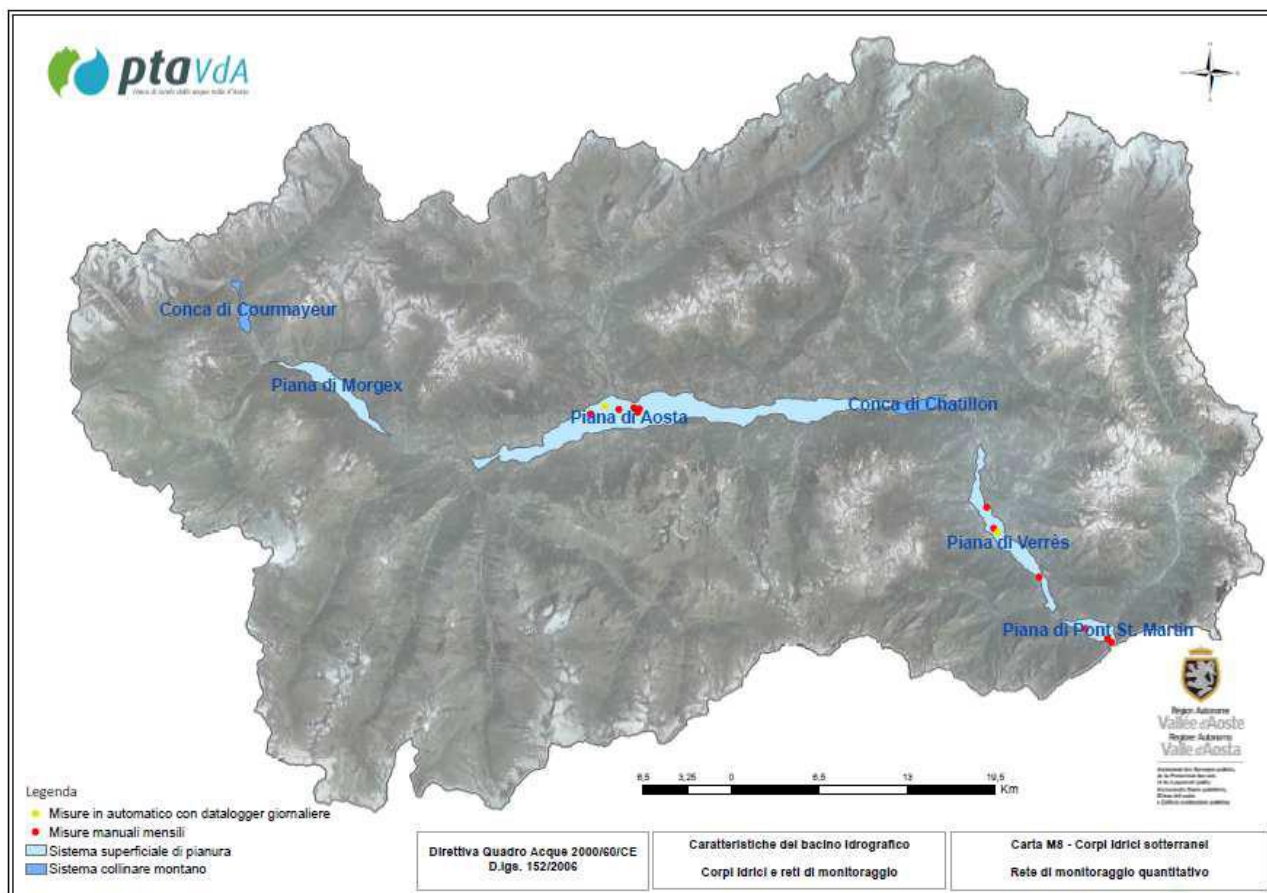 ptaVdA
Conca di Courmayeur
Piana di Morgex
Piana di Aosta
Conca di Chatillon
Piana di Verrès
Piana di Pont St. Martin
Region Autonome
Vallée d'Aoste
Regione Autonoma
Valle d'Aosta
6,5 3,25 0 6,5 13 19,5
Km
Legenda
Misure in automatico con datalogger giornaliere
Misure manuali mensili
Sistema superficiale di pianura
Sistema collinare montano
Direttiva Quadro Acque 2000/60/CE
D.lgs. 152/2006
Caratteristiche del bacino idrografico
Corpi idrici e reti di monitoraggio
Carta M8 - Corpi idrici sotterranei
Rete di monitoraggio quantitativo